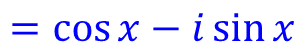 = cos x − i sin x